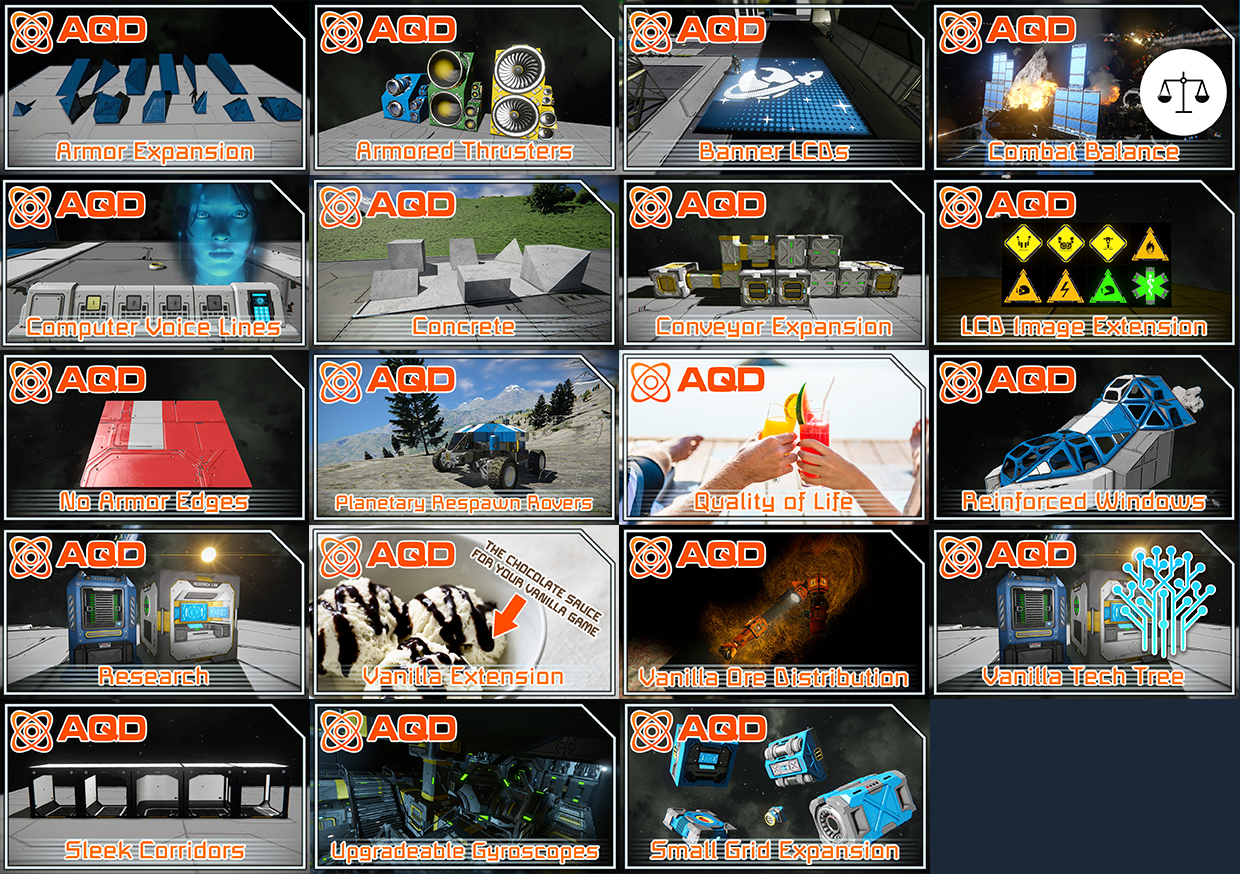 AQD
Armor Expansion
AQD
Armored Thrusters
AQD
Banner LCDs
AQD
Combat Balance
AQD
Computer Voice Lines
AQD
Concrete
AQD
Conveyor Expansion
AQD
LCD Image Extension
AQD
No Armor Edges
AQD
Planetary Respawn Rovers
AQD
Quality of Life
AQD
Reinforced Windows
AQD
RESEARCH LAB
Research
AQD
THE CHOCOLATE SAUCE
FOR YOUR VANILLA GAME
Vanilla Extension
AQD
Vanilla Ore Distribution
AQD
Vanilla Tech Tree
AQD
Sleek Corridors
AQD
Upgradeable Gyroscopes
AQD
Small Grid Expansion